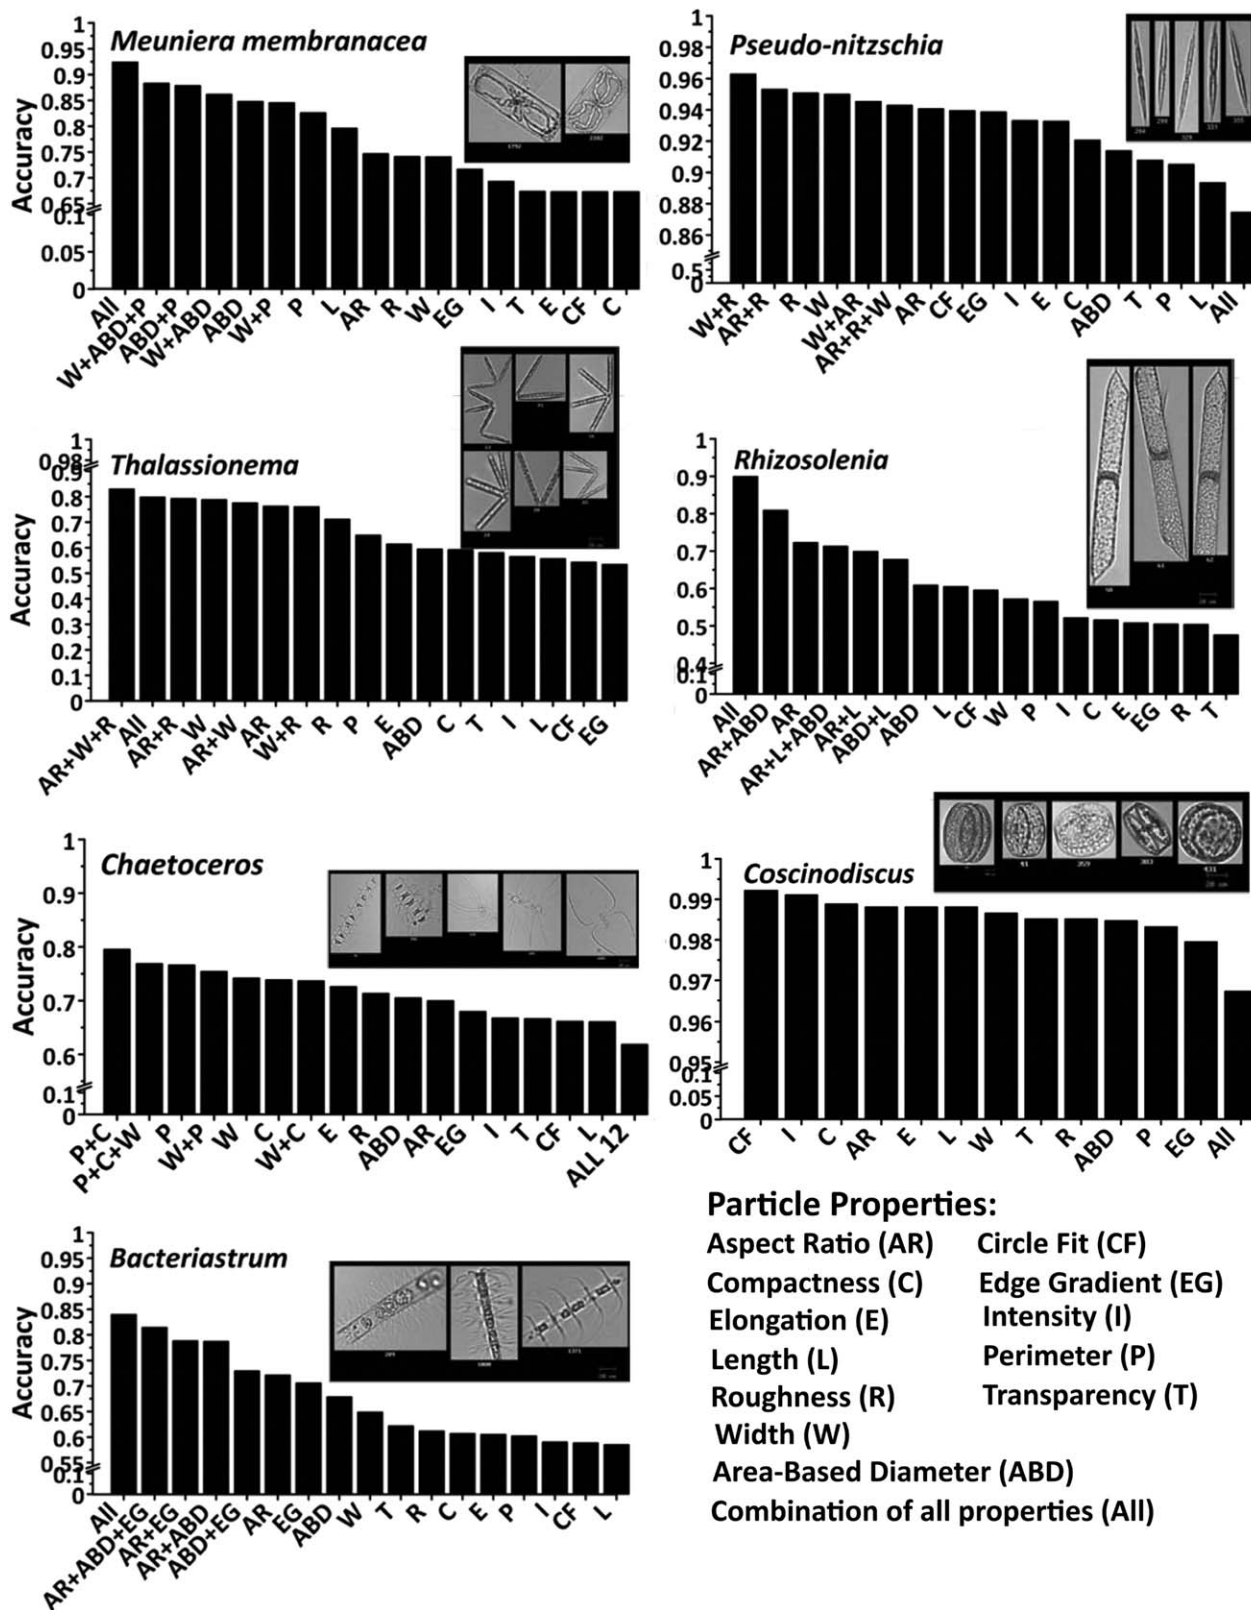 Meuniera membranacea
Accuracy
1
0.95
0.9
0.85
0.8
0.75
0.7
0.65
0.1
0.05
0
All
W+ABD+P
ABD+P
W+ABD
ABD
W+P
P
L
AR
R
W
EG
I
T
E
CF
C
Pseudo-nitzschia
1
0.98
0.96
0.94
0.92
0.9
0.88
0.86
0.5
0
W+R
AR+R
R
W
W+AR
AR+R+W
AR
CF
EG
I
E
C
ABD
T
P
L
All
Thalassionema
Accuracy
1
0.98
0.9
0.8
0.7
0.6
0.5
0.4
0.3
0.2
0.1
0
AR+W+R
All
AR+R
W
AR+W
AR
W+R
R
P
E
ABD
C
T
I
L
CF
EG
Rhizosolenia
1
0.9
0.8
0.7
0.6
0.5
0.4
0.1
0
All
AR+ABD
AR
AR+L+ABD
AR+L
ABD+L
ABD
L
CF
W
P
I
C
E
EG
R
T
Chaetoceros
Accuracy
1
0.9
0.8
0.7
0.6
0.1
0
P+C
P+C+W
P
W+P
W
C
W+C
E
R
ABD
AR
EG
I
T
CF
L
ALL 12
Coscinodiscus
431
1
0.99
0.98
0.97
0.96
0.95
0.1
0.05
0
CF
I
C
AR
E
L
W
T
R
ABD
P
EG
All
Bacteriastrum
Accuracy
1
0.95
0.9
0.85
0.8
0.75
0.7
0.65
0.6
0.55
0.1
0
All
AR+ABD+EG
AR+EG
AR+ABD
ABD+EG
AR
EG
ABD
W
T
R
C
E
P
I
CF
L
Particle Properties:
Aspect Ratio (AR) Circle Fit (CF)
Compactness (C) Edge Gradient (EG)
Elongation (E) Intensity (I)
Length (L) Perimeter (P)
Roughness (R) Transparency (T)
Width (W)
Area-Based Diameter (ABD)
Combination of all properties (All)